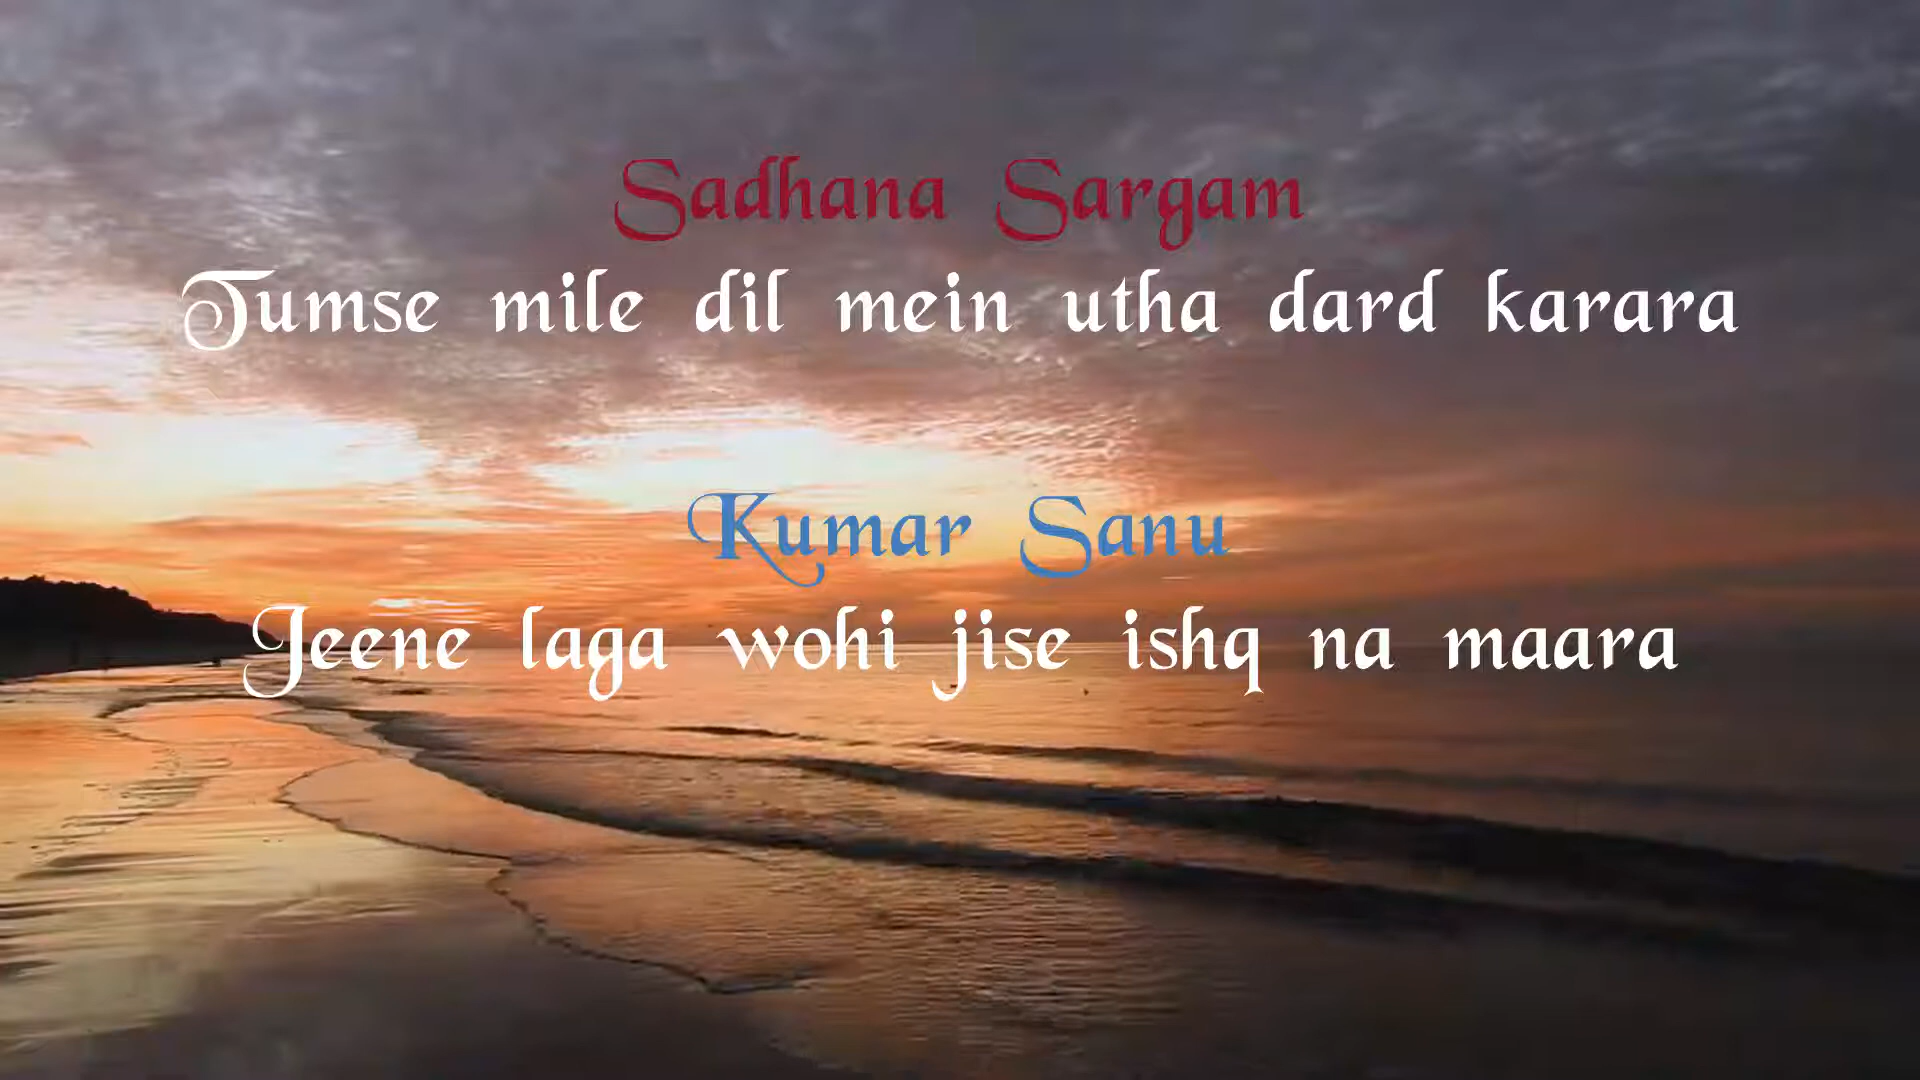 Sadhana Sargam
Tumse mile dil mein utha dard karara
Kumar Sanu
Jeene laga wohi jise ishq na maara